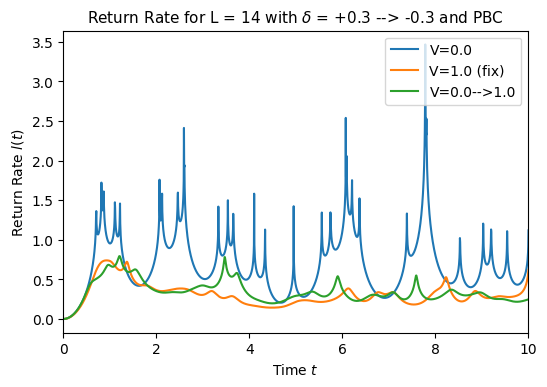 Return Rate for L = 14 with δ = +0.3 --> -0.3 and PBC
3.5
3.0
2.5
2.0
1.5
1.0
0.5
0.0
Return Rate l(t)
V=0.0
V=1.0 (fix)
V=0.0-->1.0
0
2
4
6
8
10
Time t